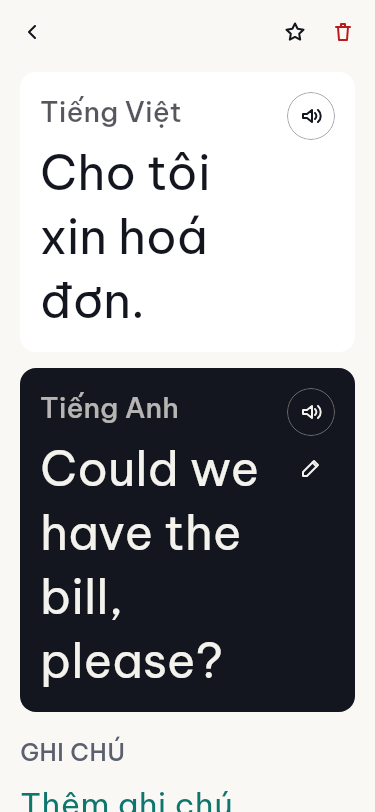 Tiếng Việt
Cho tôi
xin hoá
đơn.
Tiếng Anh
Could we
have the
bill,
please?
GHI CHÚ
Thêm ghi chú